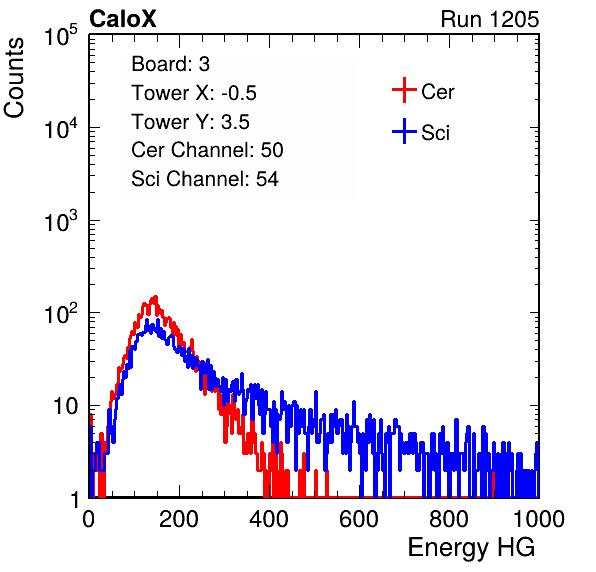 CaloX Run 1205
Counts
Board: 3
Tower X: -0.5
Tower Y: 3.5
Cer Channel: 50
Sci Channel: 54
Cer
Sci
10^5
10^4
10^3
10^2
10
1
0 200 400 600 800 1000
Energy HG